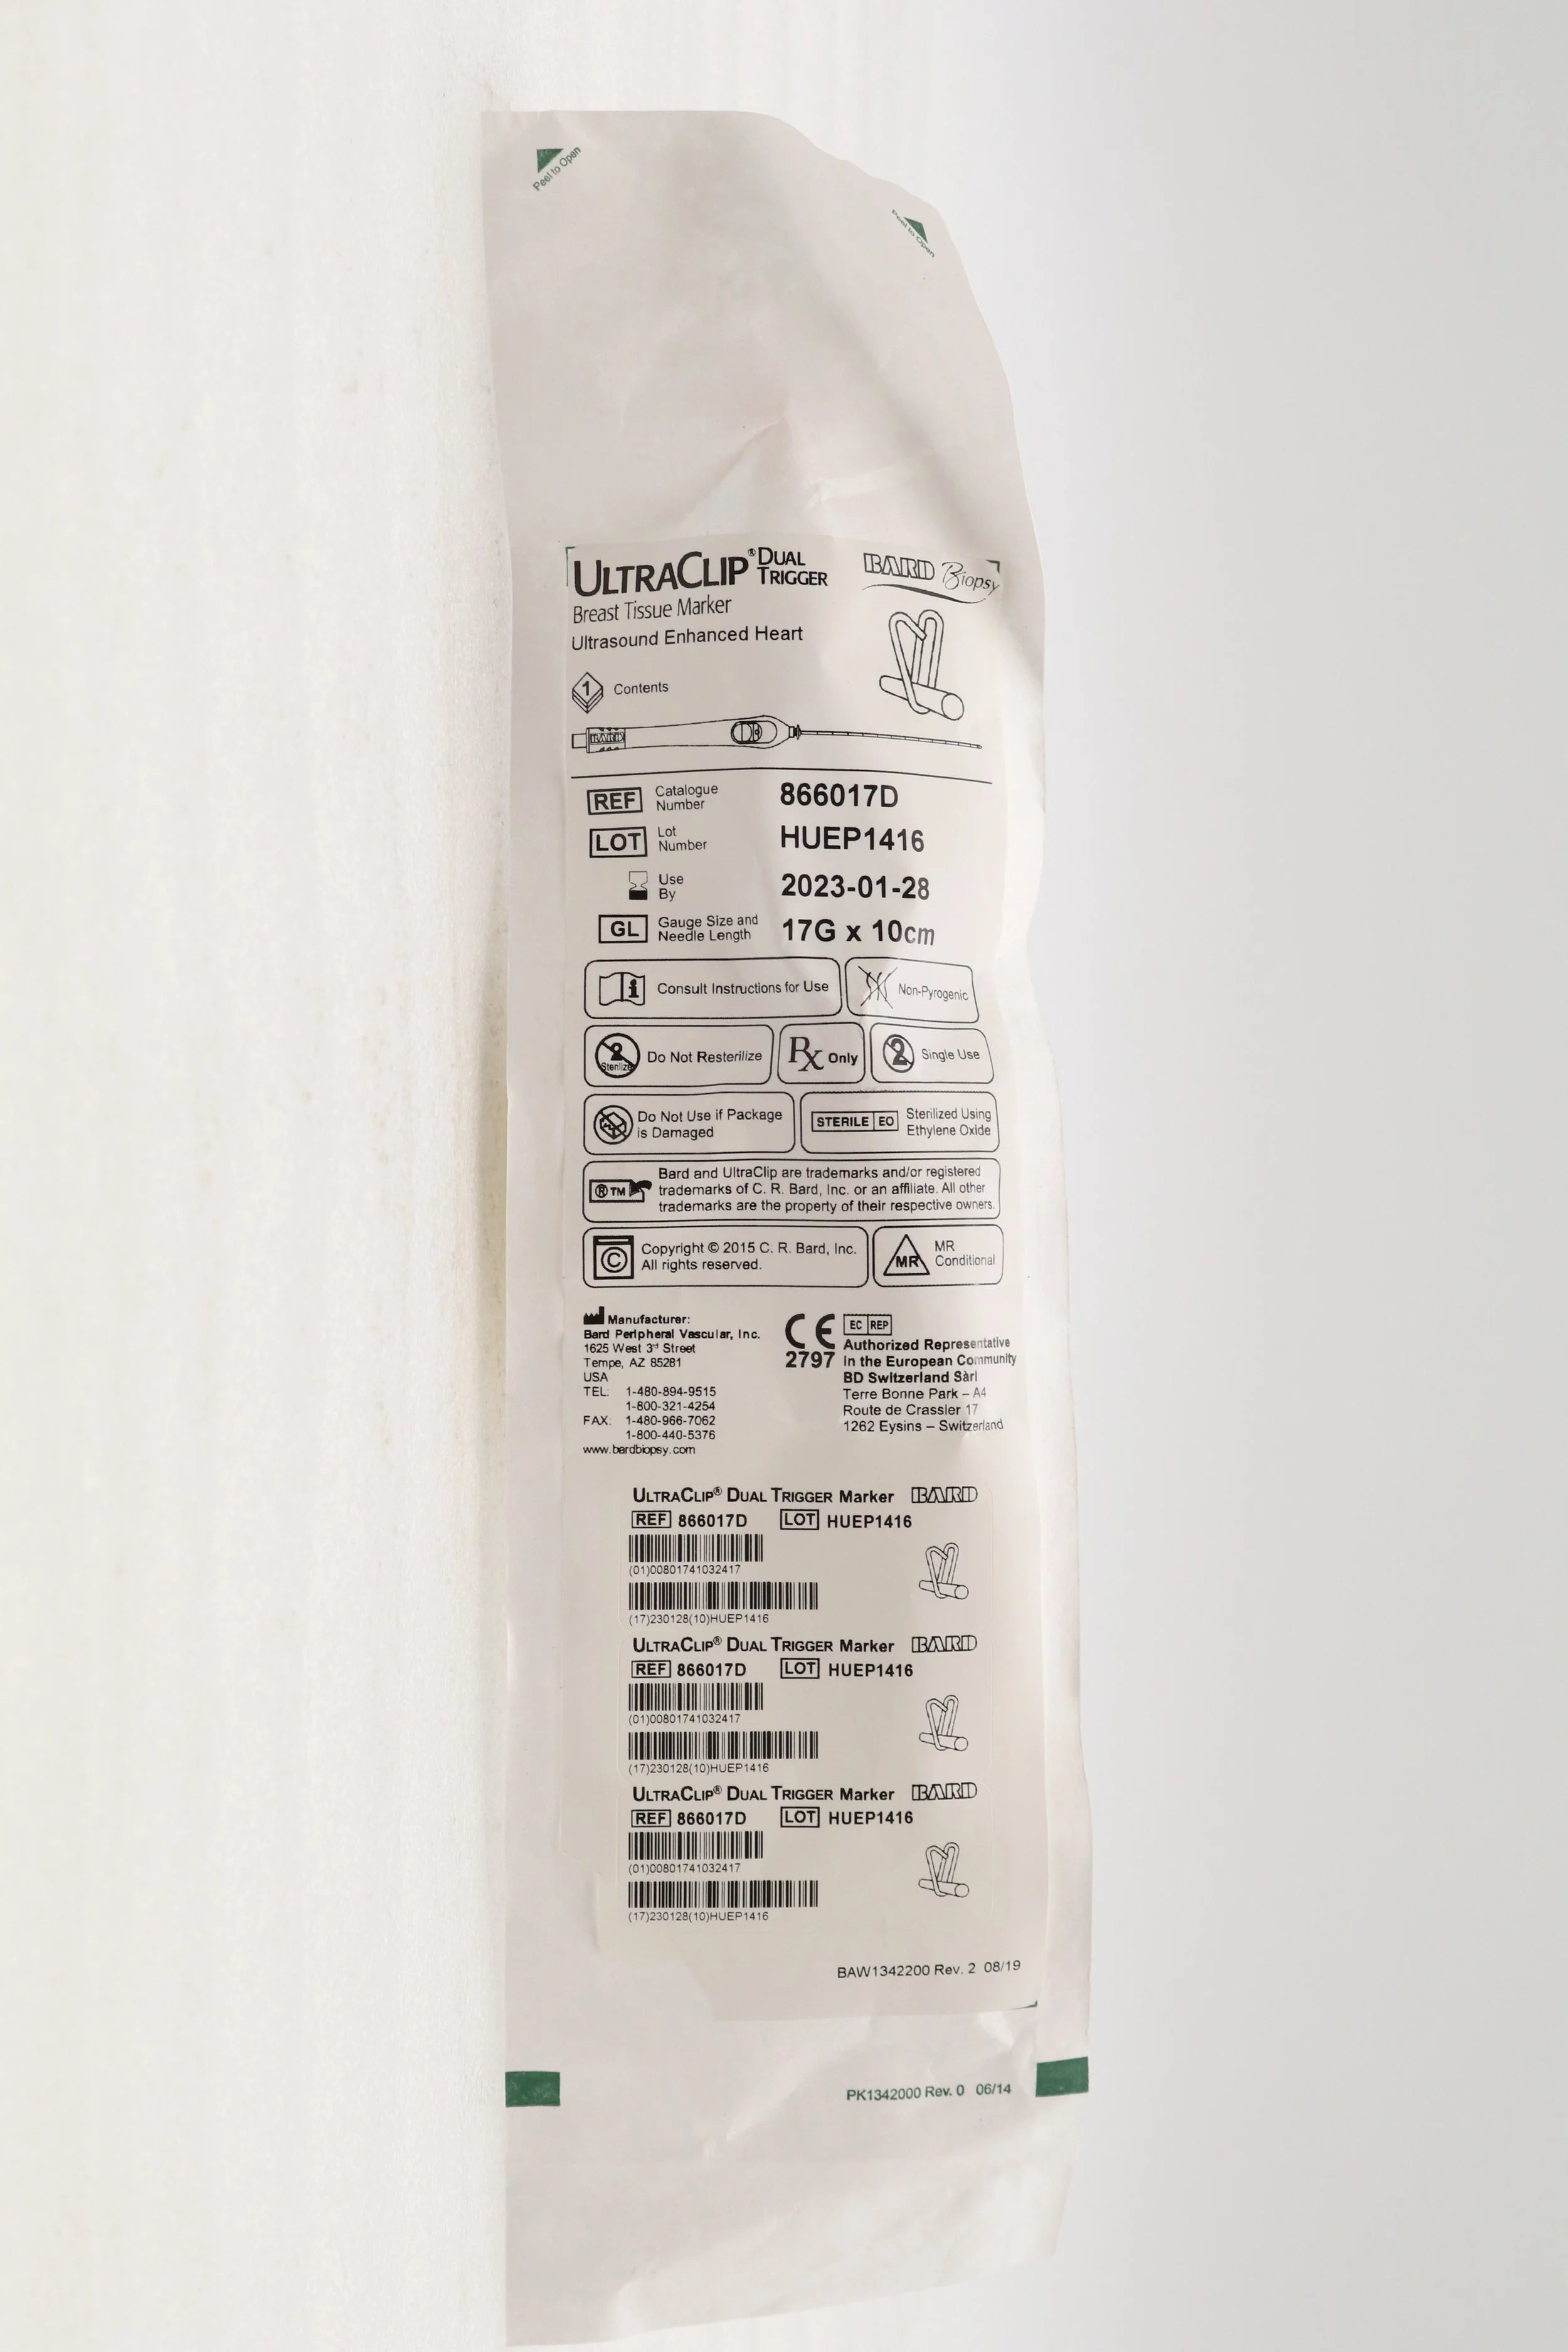 Peel to Open
Peel to Open
ULTRACLIP® DUAL TRIGGER
BARD Biopsy
Breast Tissue Marker
Ultrasound Enhanced Heart
1 Contents
BARD
REF Catalogue Number 866017D
LOT Lot Number HUEP1416
Use By 2023-01-28
GL Gauge Size and Needle Length 17G x 10cm
i Consult Instructions for Use
Non-Pyrogenic
2 Sterilize Do Not Resterilize
Rx Only
2 Single Use
Do Not Use if Package
is Damaged
STERILE EO Sterilized Using
Ethylene Oxide
® TM Bard and UltraClip are trademarks and/or registered
trademarks of C. R. Bard, Inc. or an affiliate. All other
trademarks are the property of their respective owners.
© Copyright © 2015 C. R. Bard, Inc.
All rights reserved.
MR MR
Conditional
Manufacturer:
Bard Peripheral Vascular, Inc.
1625 West 3rd Street
Tempe, AZ 85281
USA
TEL: 1-480-894-9515
1-800-321-4254
FAX: 1-480-966-7062
1-800-440-5376
www.bardbiopsy.com
CE
2797
EC REP
Authorized Representative
in the European Community
BD Switzerland Sàrl
Terre Bonne Park – A4
Route de Crassier 17
1262 Eysins – Switzerland
ULTRACLIP® DUAL TRIGGER Marker BARD
REF 866017D LOT HUEP1416
(01)00801741032417
(17)230128(10)HUEP1416
ULTRACLIP® DUAL TRIGGER Marker BARD
REF 866017D LOT HUEP1416
(01)00801741032417
(17)230128(10)HUEP1416
ULTRACLIP® DUAL TRIGGER Marker BARD
REF 866017D LOT HUEP1416
(01)00801741032417
(17)230128(10)HUEP1416
BAW1342200 Rev. 2 08/19
PK1342000 Rev. 0 06/14